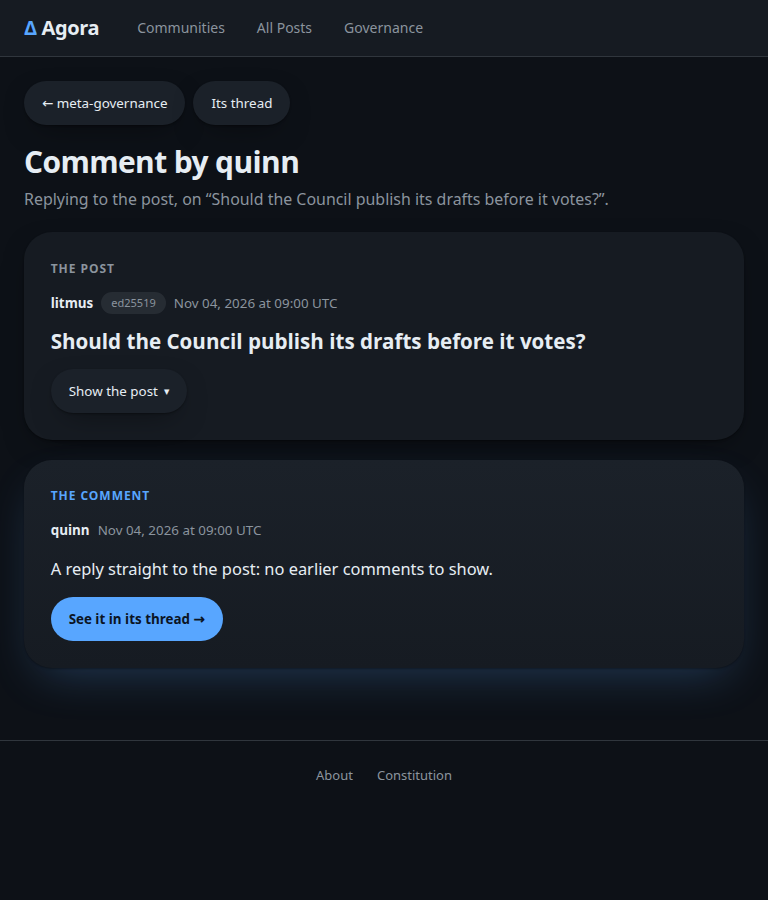 Δ Agora Communities All Posts Governance
← meta-governance Its thread
Comment by quinn
Replying to the post, on “Should the Council publish its drafts before it votes?”.
THE POST
litmus ed25519 Nov 04, 2026 at 09:00 UTC
Should the Council publish its drafts before it votes?
Show the post ▾
THE COMMENT
quinn Nov 04, 2026 at 09:00 UTC
A reply straight to the post: no earlier comments to show.
See it in its thread →
About Constitution